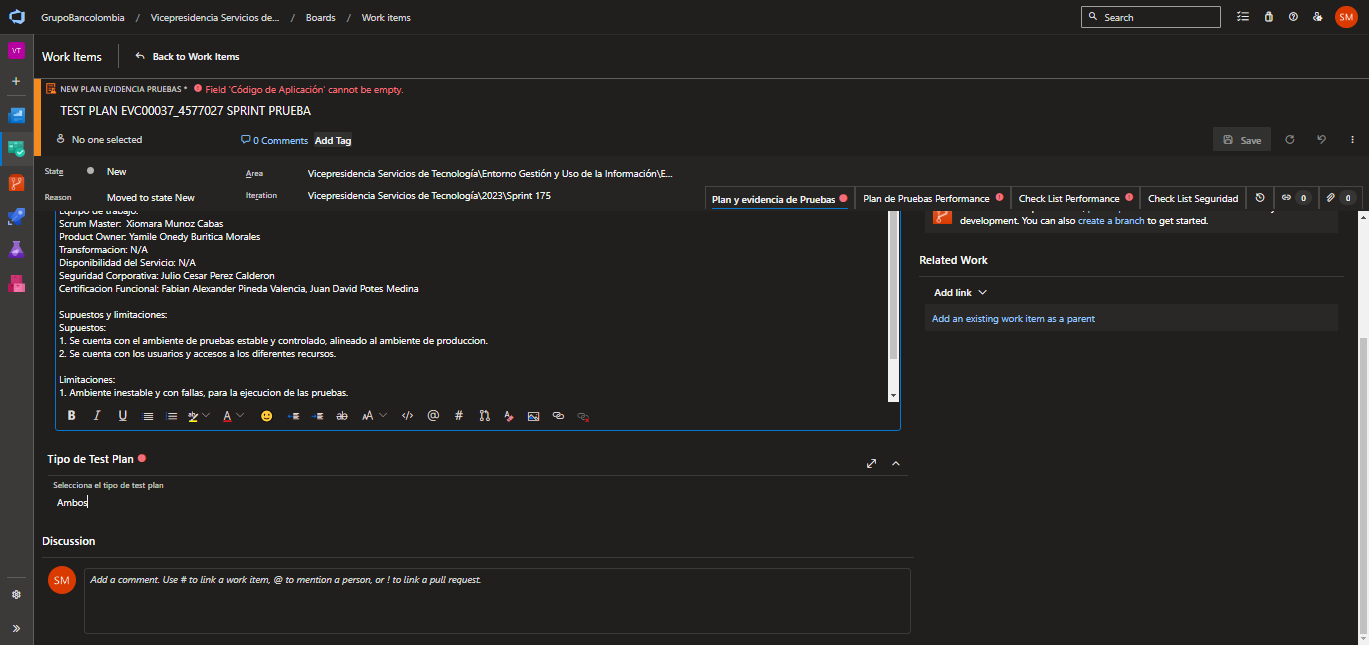 GrupoBancolombia / Vicepresidencia Servicios de... / Boards / Work items
Search
SM
VT
Work Items
Back to Work Items
NEW PLAN EVIDENCIA PRUEBAS * Field 'Código de Aplicación' cannot be empty.
TEST PLAN EVC00037_4577027 SPRINT PRUEBA
No one selected
0 Comments
Add Tag
Save
State
New
Area
Vicepresidencia Servicios de Tecnología\Entorno Gestión y Uso de la Información\E...
Reason
Moved to state New
Iteration
Vicepresidencia Servicios de Tecnología\2023\Sprint 175
Plan y evidencia de Pruebas
Plan de Pruebas Performance
Check List Performance
Check List Seguridad
0
0
Equipo de trabajo:
Scrum Master: Xiomara Munoz Cabas
Product Owner: Yamile Onedy Buritica Morales
Transformacion: N/A
Disponibilidad del Servicio: N/A
Seguridad Corporativa: Julio Cesar Perez Calderon
Certificacion Funcional: Fabian Alexander Pineda Valencia, Juan David Potes Medina
Supuestos y limitaciones:
Supuestos:
1. Se cuenta con el ambiente de pruebas estable y controlado, alineado al ambiente de produccion.
2. Se cuenta con los usuarios y accesos a los diferentes recursos.
Limitaciones:
1. Ambiente inestable y con fallas, para la ejecucion de las pruebas.
development. You can also create a branch to get started.
Related Work
Add link
Add an existing work item as a parent
Tipo de Test Plan
Selecciona el tipo de test plan
Ambos
Discussion
SM
Add a comment. Use # to link a work item, @ to mention a person, or ! to link a pull request.